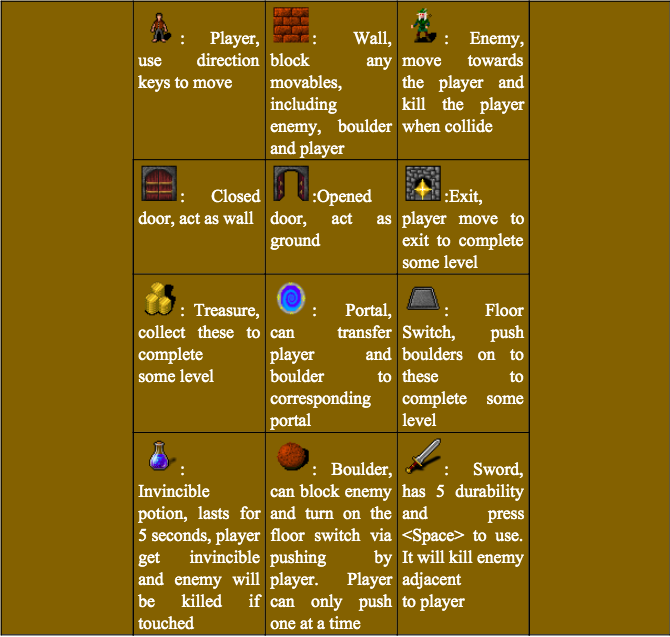 : Player,
use direction
keys to move
: Wall,
block any
movables,
including
enemy, boulder
and player
: Enemy,
move towards
the player and
kill the player
when collide
: Closed
door, act as wall
:Opened
door, act as
ground
:Exit,
player move to
exit to complete
some level
: Treasure,
collect these to
complete
some level
: Portal,
can transfer
player and
boulder to
corresponding
portal
: Floor
Switch, push
boulders on to
these to
complete some
level
:
Invincible
potion, lasts for
5 seconds, player
get invincible
and enemy will
be killed if
touched
: Boulder,
can block enemy
and turn on the
floor switch via
pushing by
player. Player
can only push
one at a time
: Sword,
has 5 durability
and press
<Space> to use.
It will kill enemy
adjacent
to player